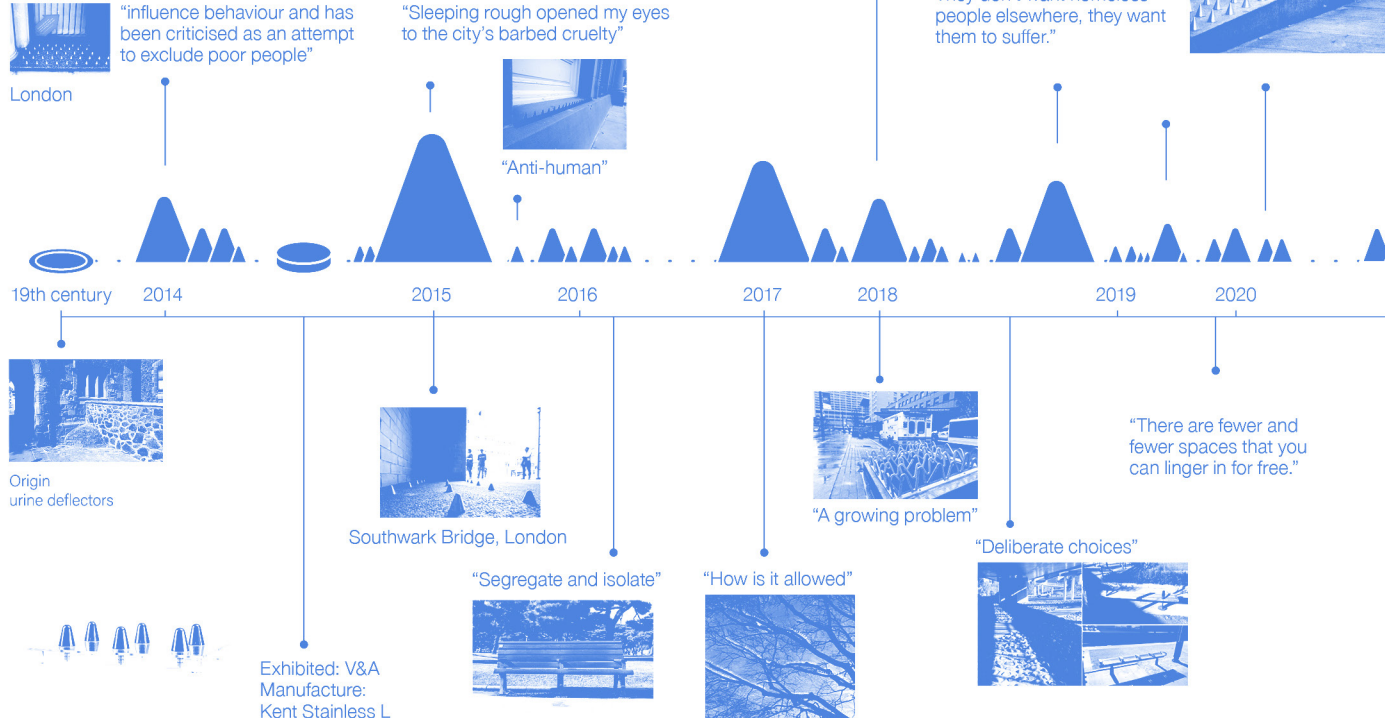 “influence behaviour and has
been criticised as an attempt
to exclude poor people”
London
“Sleeping rough opened my eyes
to the city’s barbed cruelty”
“Anti-human”
people elsewhere, they want
them to suffer.”
19th century
2014
2015
2016
2017
2018
2019
2020
Origin
urine deflectors
Southwark Bridge, London
“A growing problem”
“There are fewer and
fewer spaces that you
can linger in for free.”
“Segregate and isolate”
“How is it allowed”
“Deliberate choices”
Exhibited: V&A
Manufacture:
Kent Stainless L